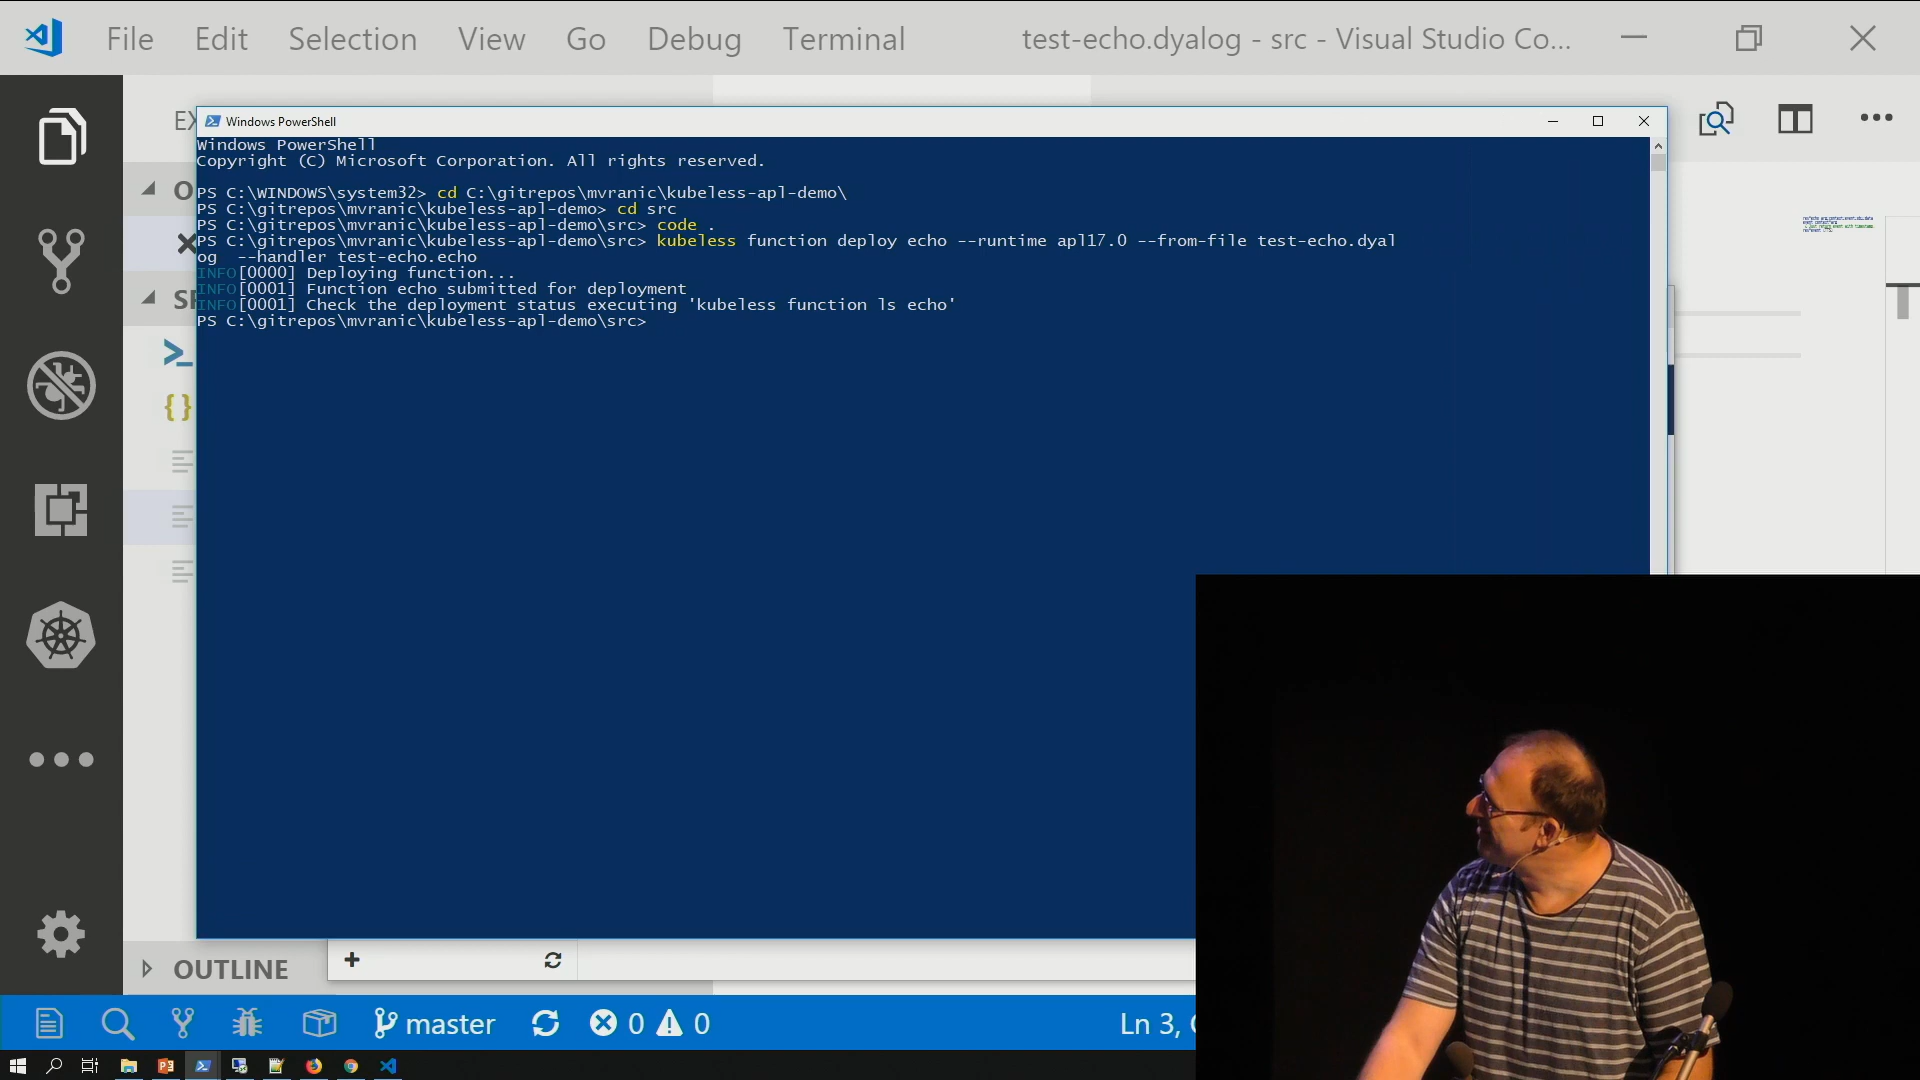 File Edit Selection View Go Debug Terminal test-echo.dyalog - src - Visual Studio Co...
Windows PowerShell
Windows PowerShell
Copyright (C) Microsoft Corporation. All rights reserved.
PS C:\WINDOWS\system32> cd C:\gitrepos\mvranic\kubeless-apl-demo\
PS C:\gitrepos\mvranic\kubeless-apl-demo> cd src
PS C:\gitrepos\mvranic\kubeless-apl-demo\src> code .
PS C:\gitrepos\mvranic\kubeless-apl-demo\src> kubeless function deploy echo --runtime apl17.0 --from-file test-echo.dyal
og  --handler test-echo.echo
INFO[0000] Deploying function...
INFO[0001] Function echo submitted for deployment
INFO[0001] Check the deployment status executing 'kubeless function ls echo'
PS C:\gitrepos\mvranic\kubeless-apl-demo\src>
OUTLINE
master 0 0 Ln 3,